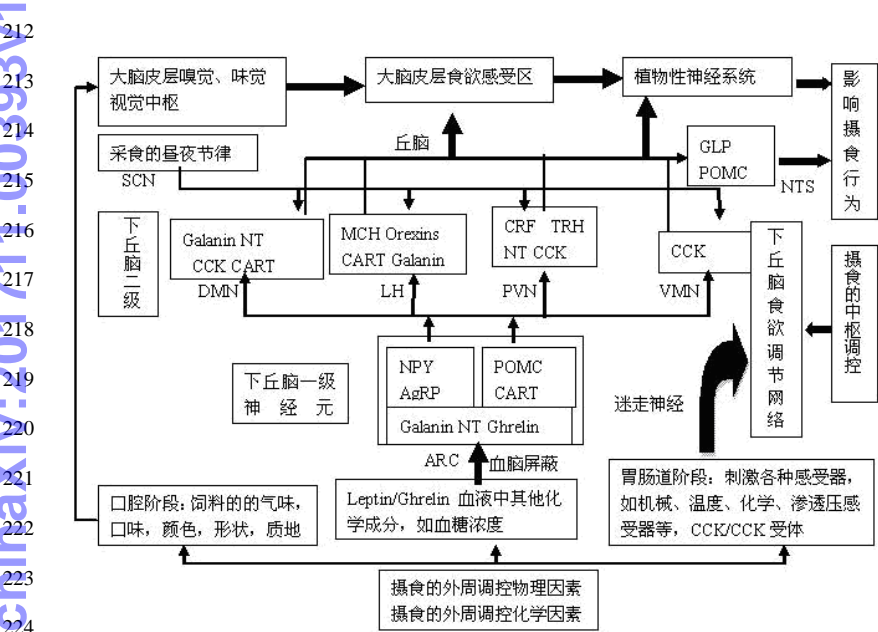 212
213
214
215
216
217
218
219
220
221
222
223
224
chinaxiv:201711.00393v1
大脑皮层嗅觉、味觉
视觉中枢
大脑皮层食欲感受区
植物性神经系统
影响摄食行为
采食的昼夜节律
SCN
丘脑
GLP
POMC
NTS
下丘脑二级
Galanin NT
CCK CART
DMN
MCH Orexins
CART Galanin
LH
CRF TRH
NT CCK
PVN
CCK
VMN
下丘脑食欲调节网络
摄食的中枢调控
下丘脑一级
神 经 元
NPY
AgRP
POMC
CART
Galanin NT Ghrelin
ARC
血脑屏蔽
迷走神经
口腔阶段：饲料的的气味，
口味，颜色，形状，质地
Leptin/Ghrelin 血液中其他化
学成分，如血糖浓度
胃肠道阶段：刺激各种感受器，
如机械、温度、化学、渗透压感
受器等，CCK/CCK 受体
摄食的外周调控物理因素
摄食的外周调控化学因素